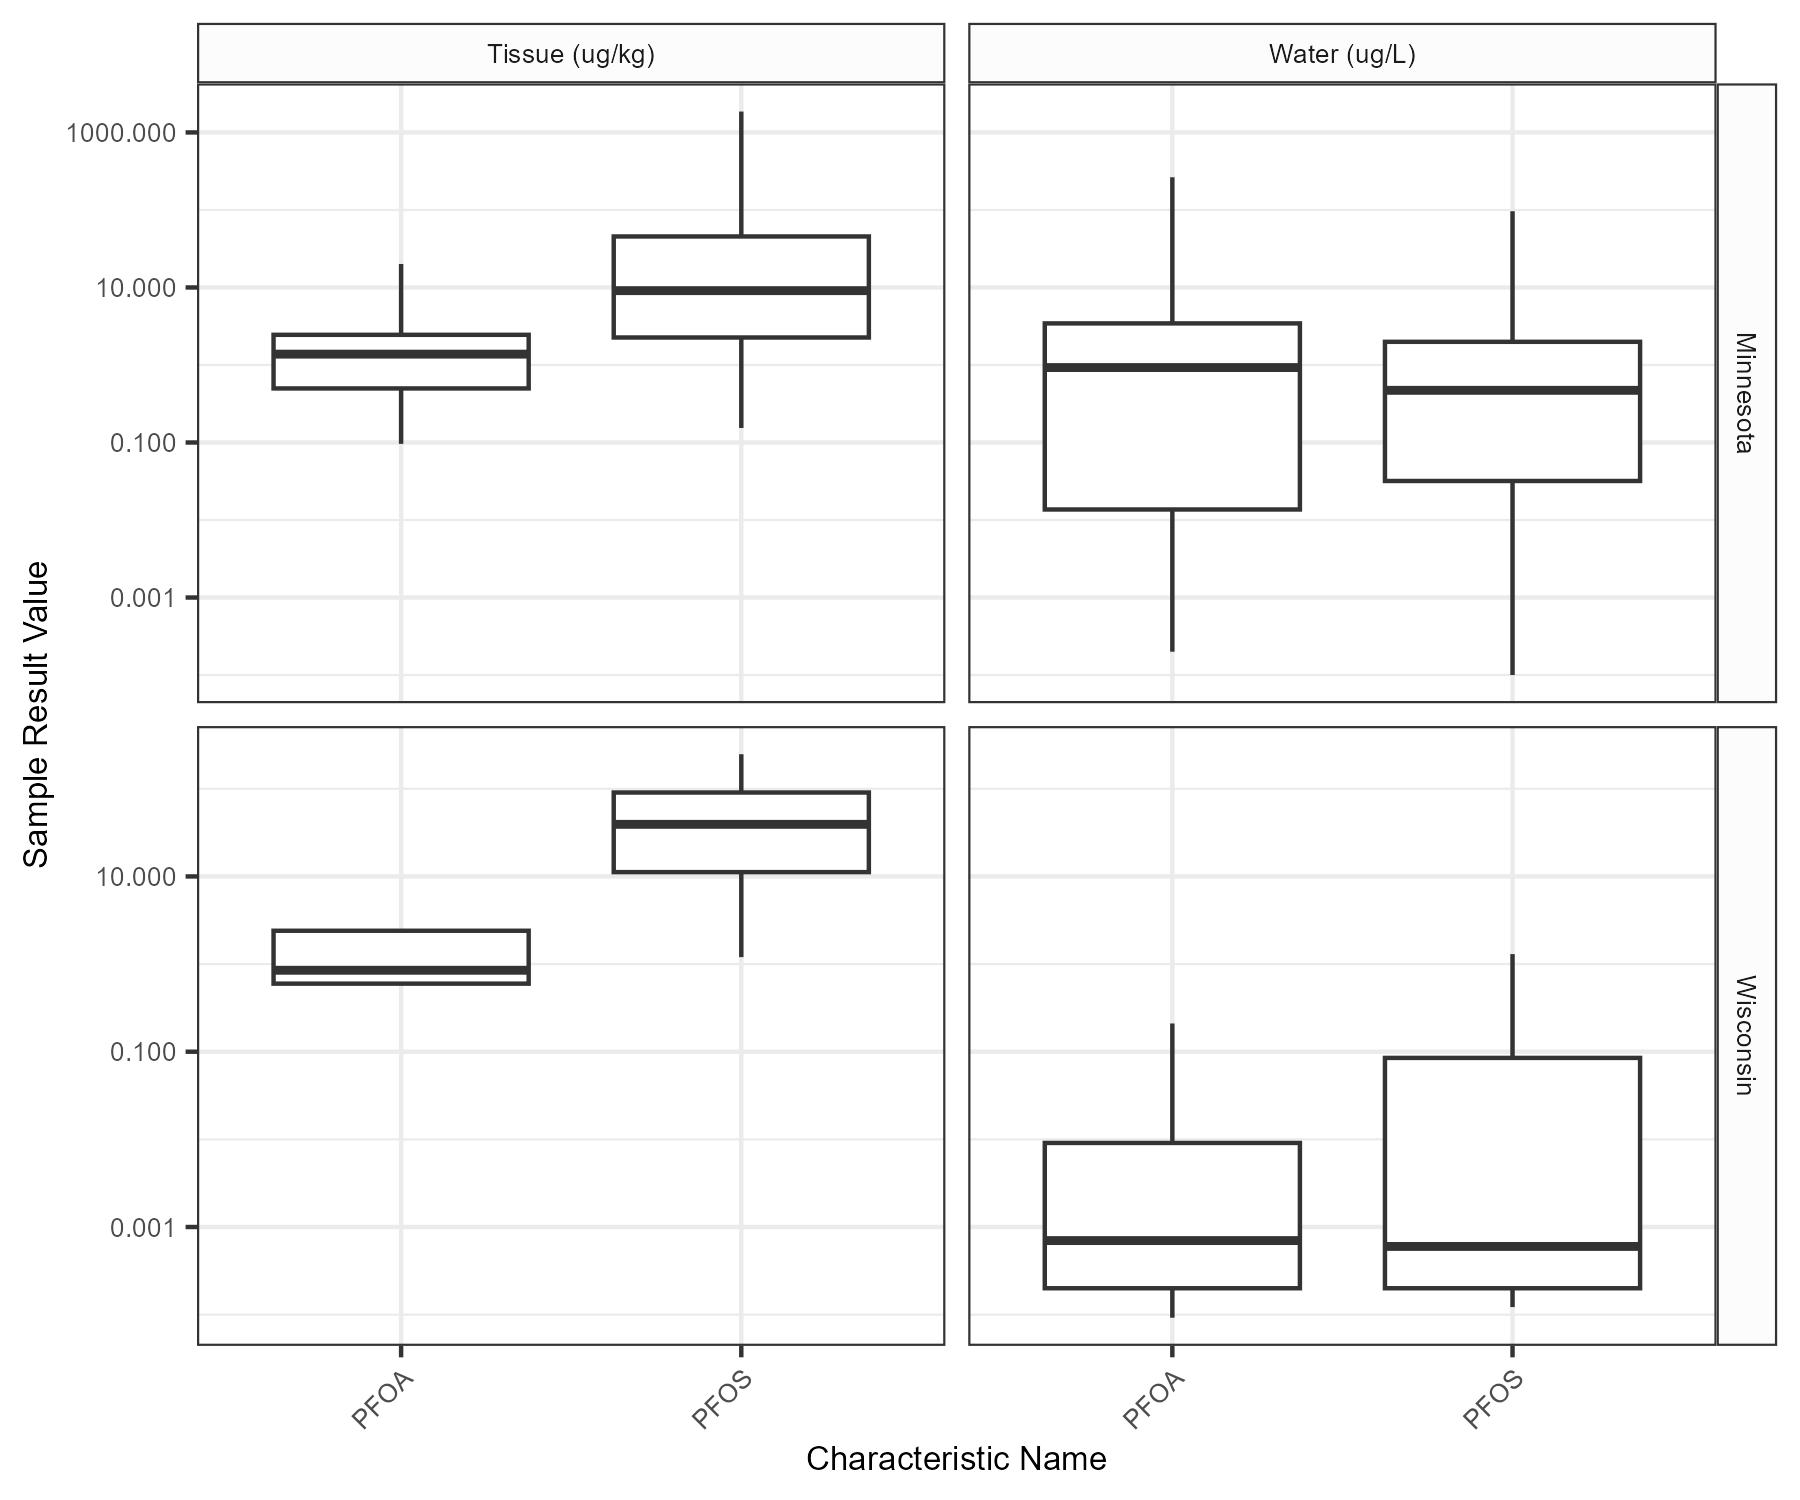 Tissue (ug/kg)
Water (ug/L)
1000.000
10.000
0.100
0.001
Minnesota
Sample Result Value
10.000
0.100
0.001
Wisconsin
PFOA
PFOS
PFOA
PFOS
Characteristic Name